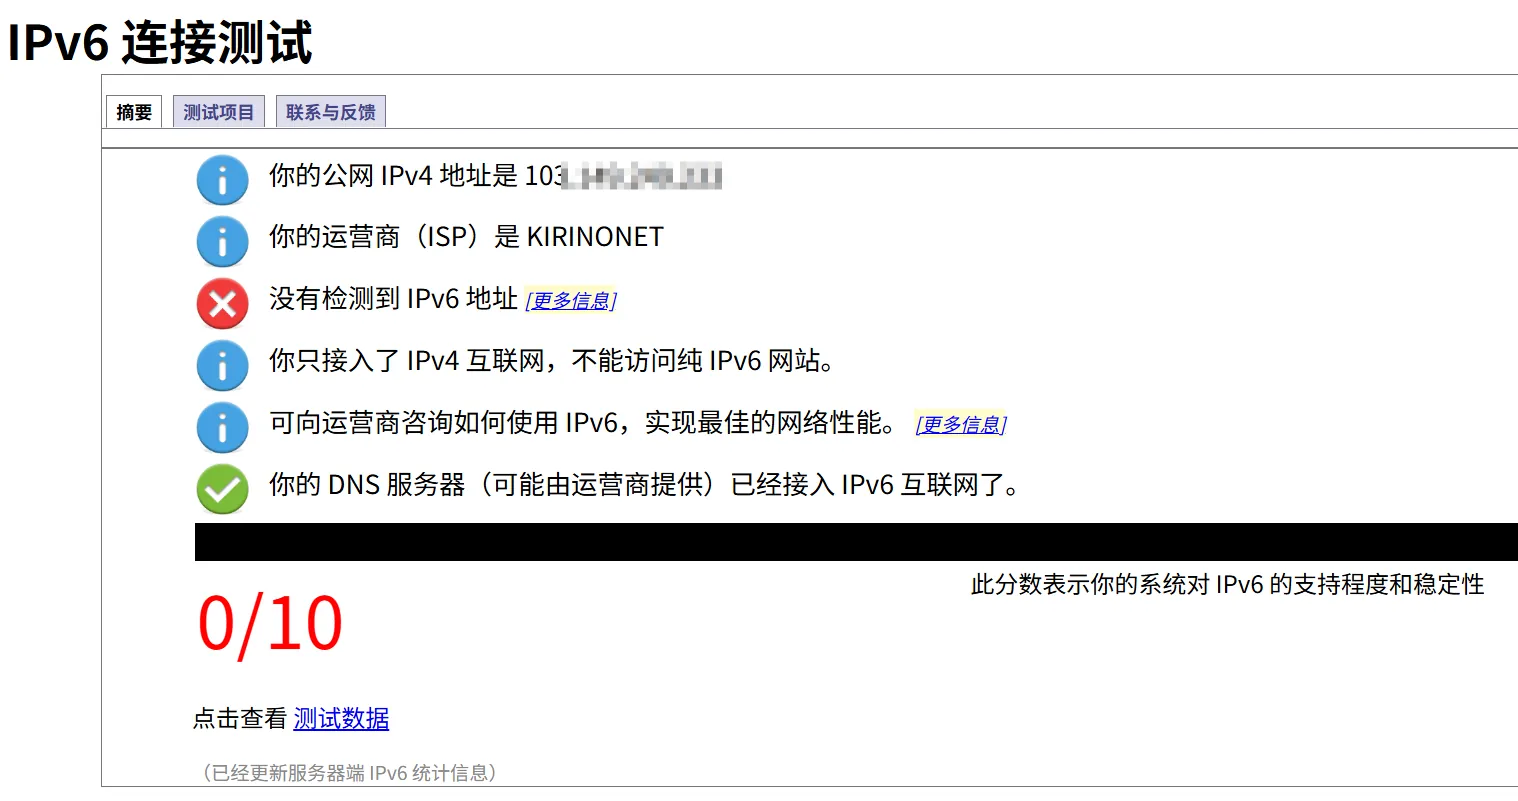 IPv6 连接测试
摘要 测试项目 联系与反馈
你的公网 IPv4 地址是 103
你的运营商（ISP）是 KIRINONET
没有检测到 IPv6 地址 [更多信息]
你只接入了 IPv4 互联网，不能访问纯 IPv6 网站。
可向运营商咨询如何使用 IPv6，实现最佳的网络性能。 [更多信息]
你的 DNS 服务器（可能由运营商提供）已经接入 IPv6 互联网了。
此分数表示你的系统对 IPv6 的支持程度和稳定性
0/10
点击查看 测试数据
（已经更新服务器端 IPv6 统计信息）